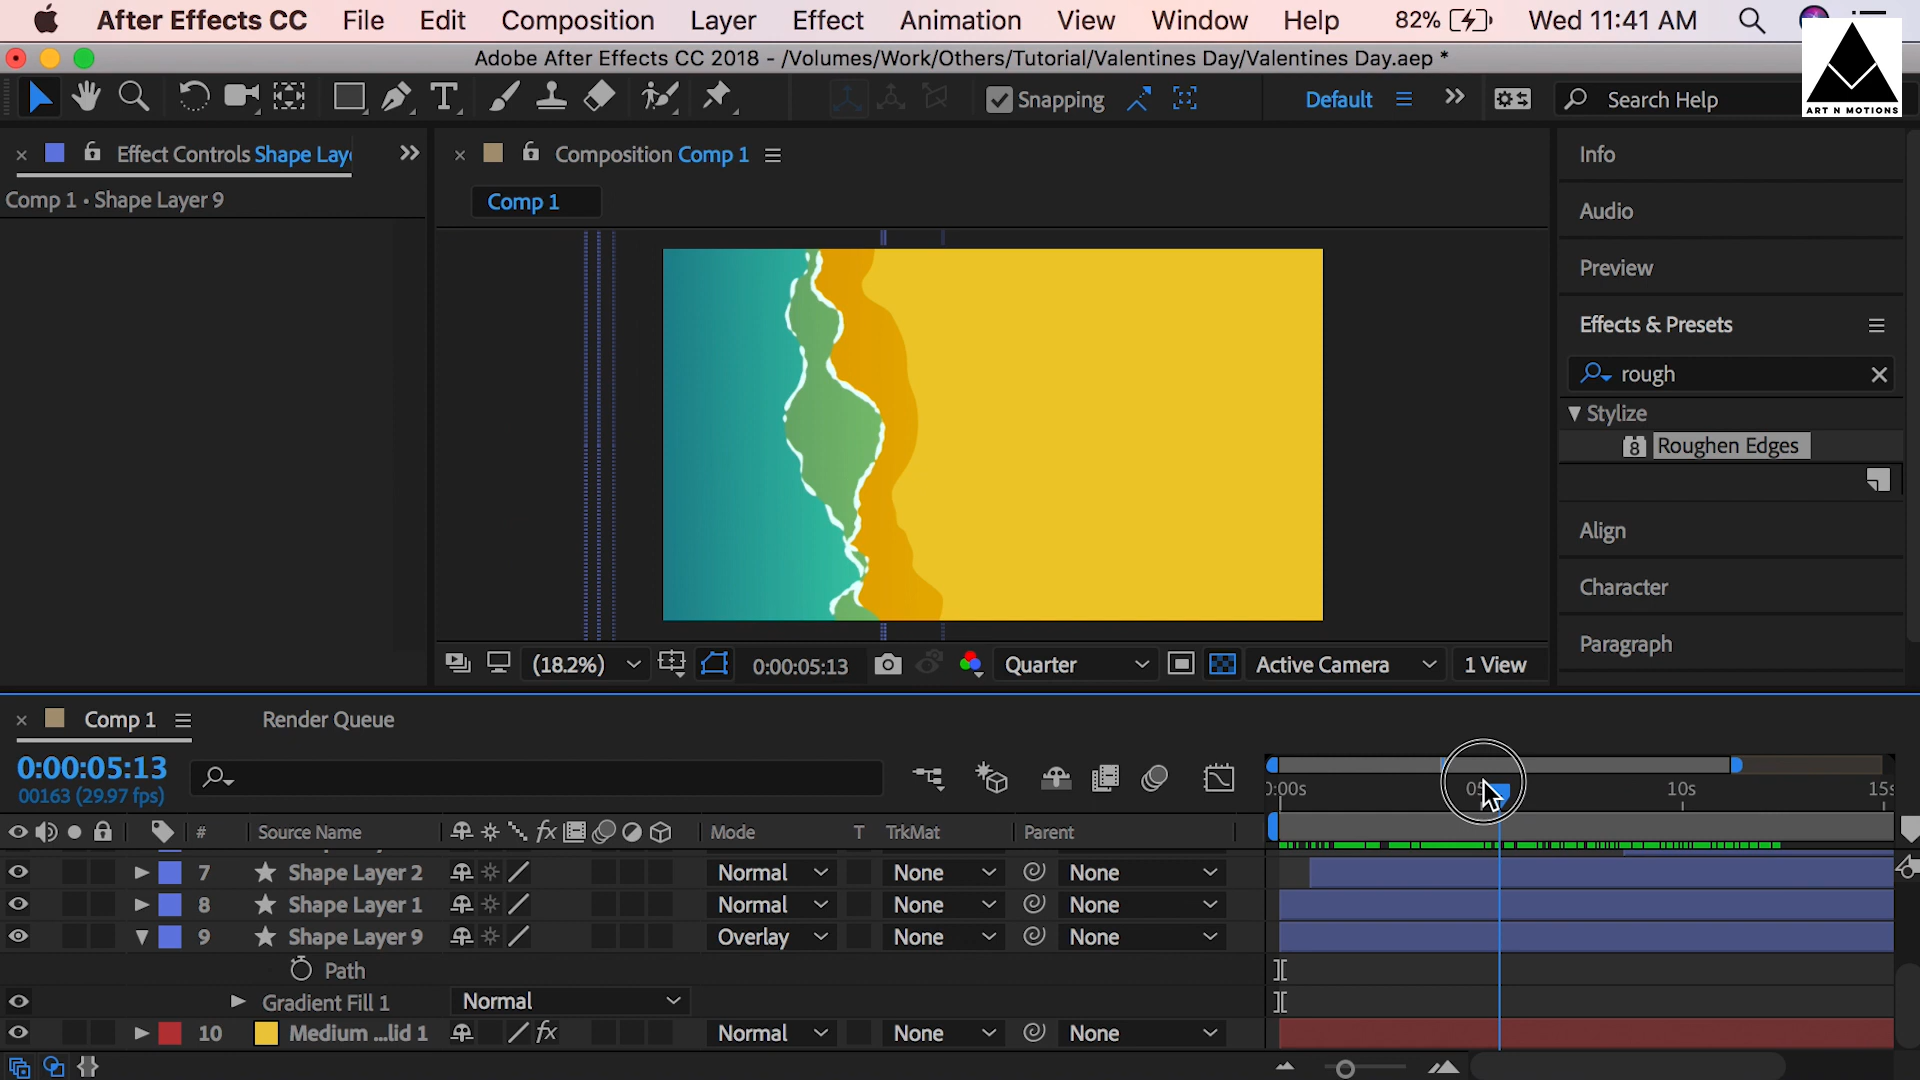 After Effects CC File Edit Composition Layer Effect Animation View Window Help 82% Wed 11:41 AM
Adobe After Effects CC 2018 - /Volumes/Work/Others/Tutorial/Valentines Day/Valentines Day.aep *
Snapping Default Search Help
ART N MOTIONS
Effect Controls Shape Lay
Composition Comp 1
Info
Comp 1 • Shape Layer 9
Comp 1
Audio
Preview
Effects & Presets
rough
Stylize
8 Roughen Edges
Align
Character
Paragraph
(18.2%) 0:00:05:13 Quarter Active Camera 1 View
Comp 1 Render Queue
0:00:05:13
00163 (29.97 fps)
:00s 05 10s 15s
# Source Name fx Mode T TrkMat Parent
7 Shape Layer 2 Normal None None
8 Shape Layer 1 Normal None None
9 Shape Layer 9 Overlay None None
Path
Gradient Fill 1 Normal
10 Medium ...lid 1 fx Normal None None